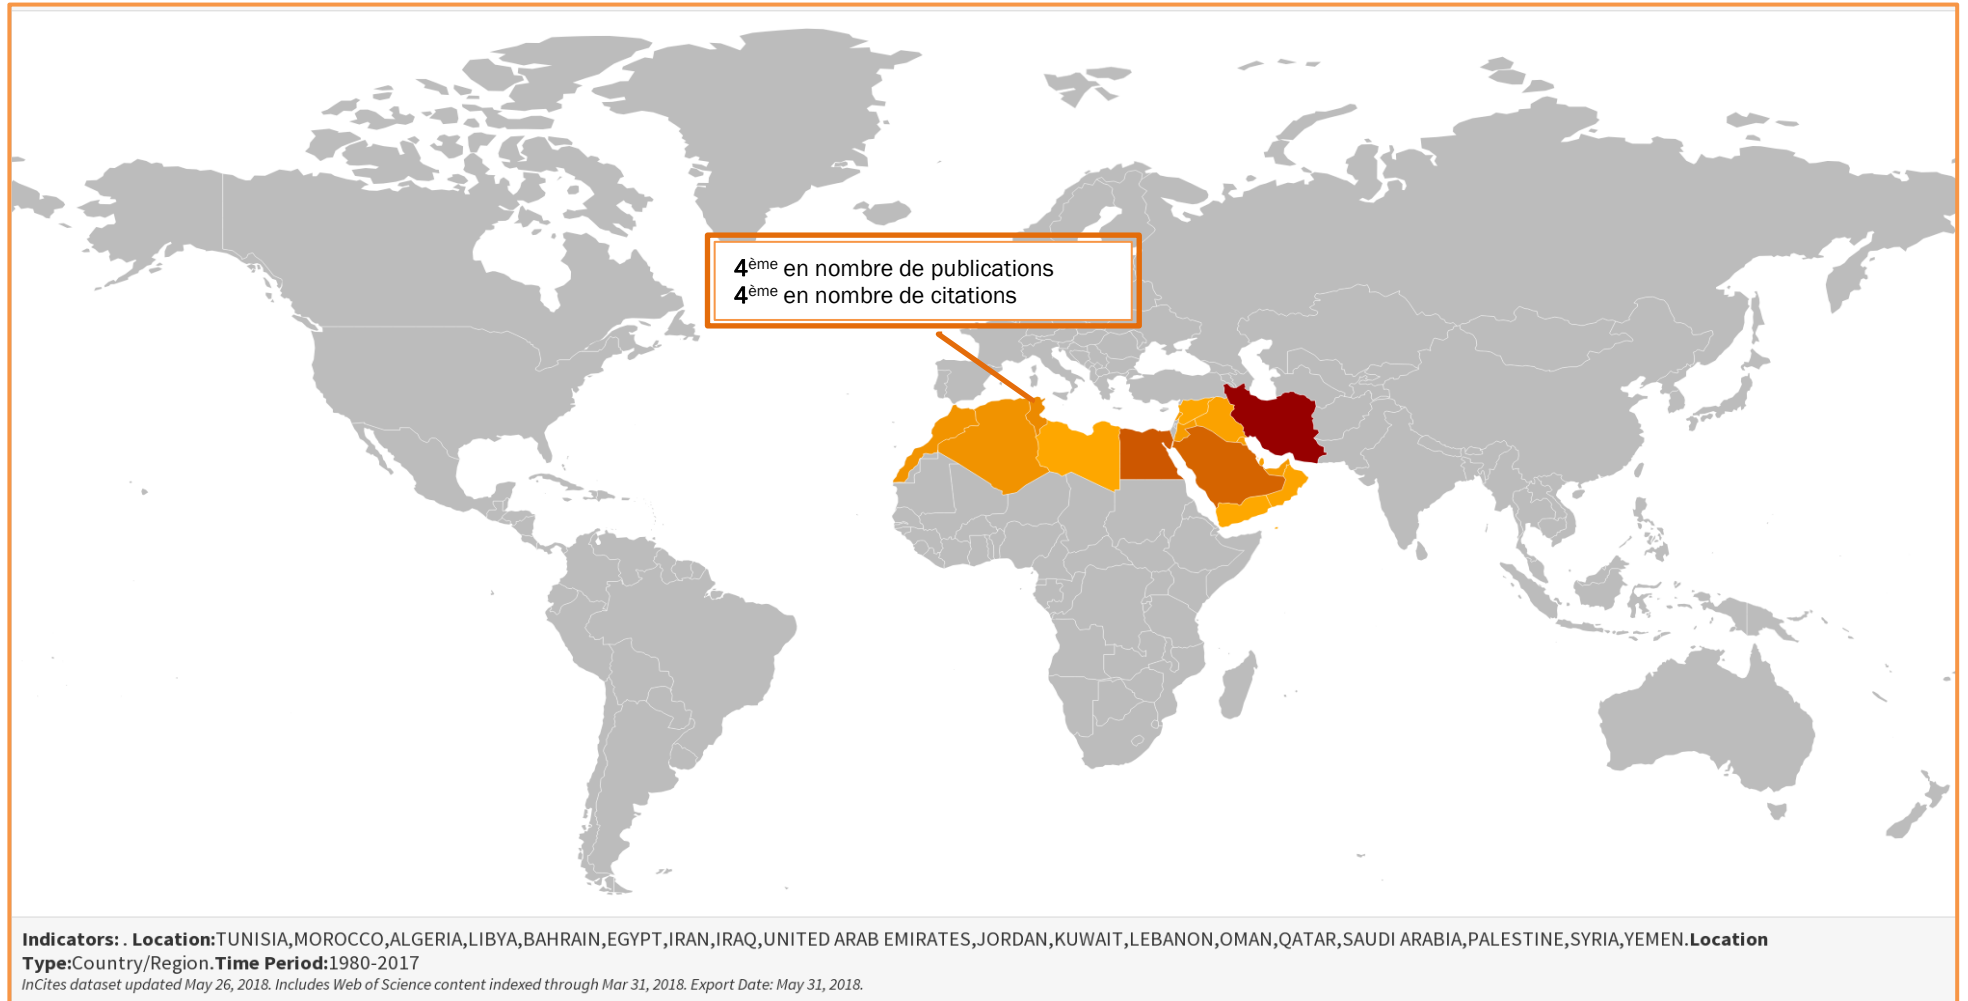 4ème en nombre de publications
4ème en nombre de citations
Indicators: . Location:TUNISIA,MOROCCO,ALGERIA,LIBYA,BAHRAIN,EGYPT,IRAN,IRAQ,UNITED ARAB EMIRATES,JORDAN,KUWAIT,LEBANON,OMAN,QATAR,SAUDI ARABIA,PALESTINE,SYRIA,YEMEN.Location
Type:Country/Region.Time Period:1980-2017
InCites dataset updated May 26, 2018. Includes Web of Science content indexed through Mar 31, 2018. Export Date: May 31, 2018.